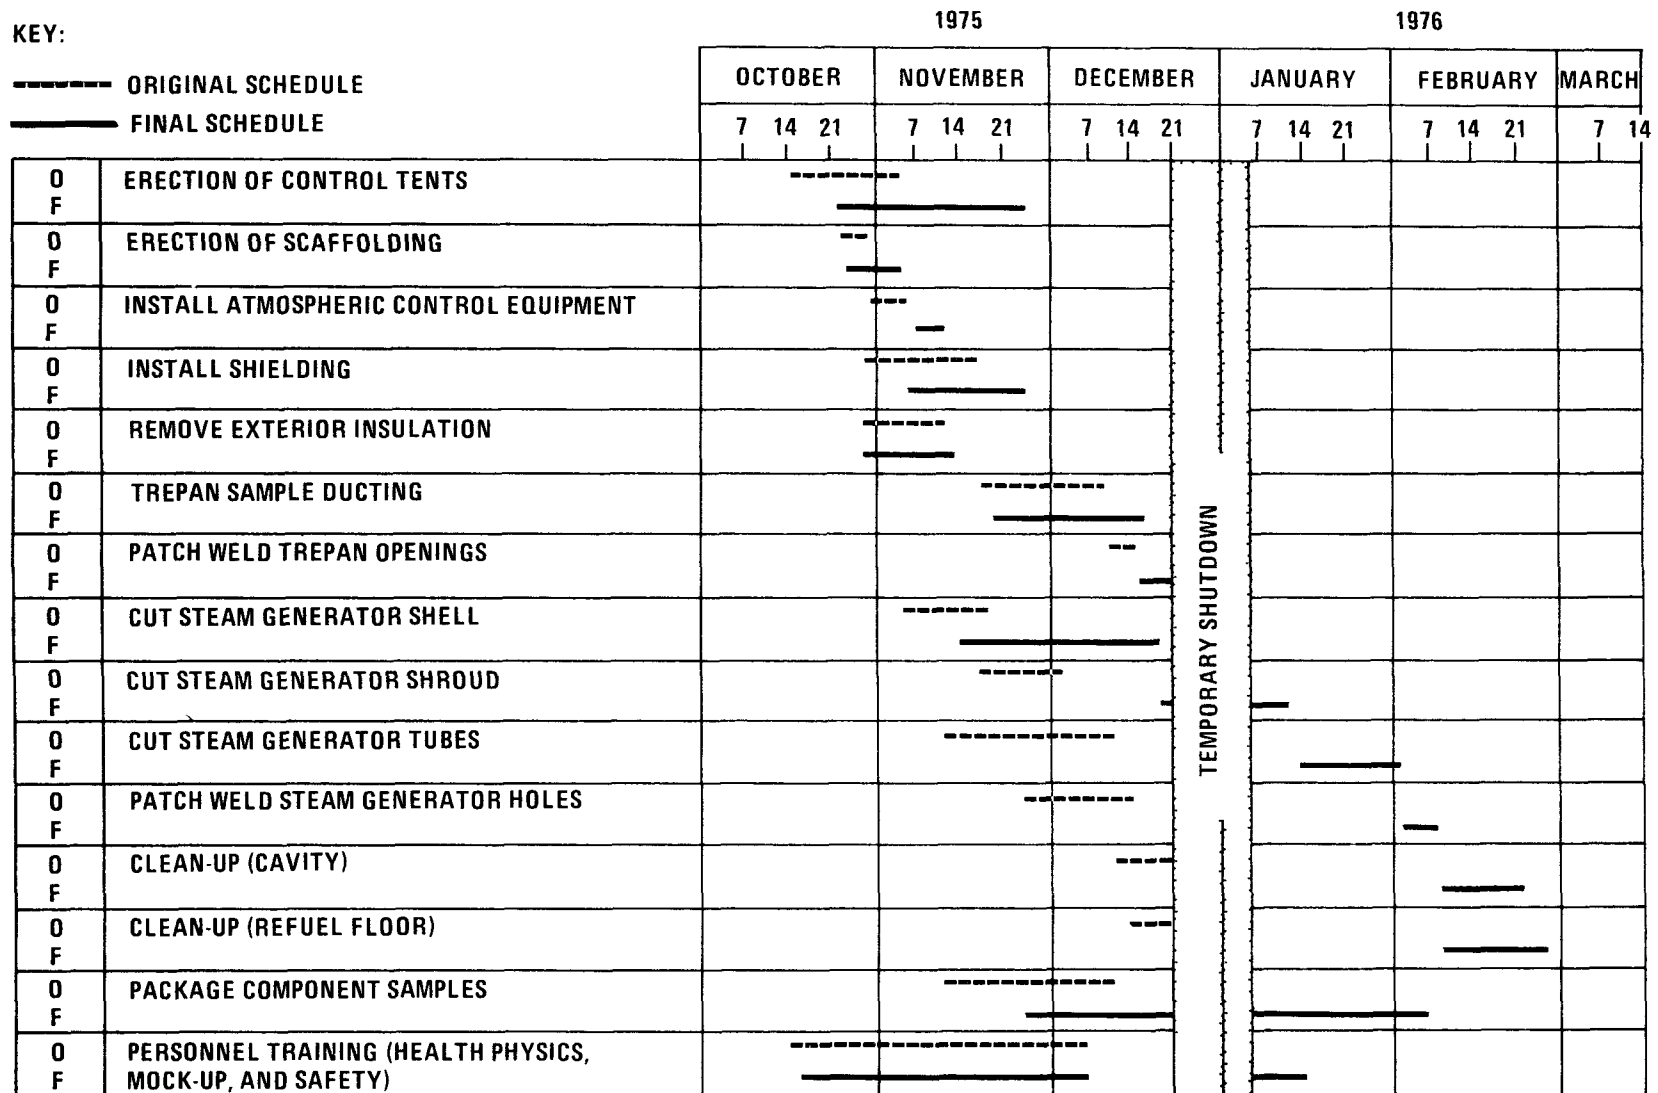 1975 1976
KEY:
ORIGINAL SCHEDULE
FINAL SCHEDULE
OCTOBER NOVEMBER DECEMBER JANUARY FEBRUARY MARCH
7 14 21 7 14 21 7 14 21 7 14 21 7 14 21 7 14
O ERECTION OF CONTROL TENTS
F
O ERECTION OF SCAFFOLDING
F
O INSTALL ATMOSPHERIC CONTROL EQUIPMENT
F
O INSTALL SHIELDING
F
O REMOVE EXTERIOR INSULATION
F
O TREPAN SAMPLE DUCTING
F
O PATCH WELD TREPAN OPENINGS
F
O CUT STEAM GENERATOR SHELL
F
O CUT STEAM GENERATOR SHROUD
F
O CUT STEAM GENERATOR TUBES
F
O PATCH WELD STEAM GENERATOR HOLES
F
O CLEAN-UP (CAVITY)
F
O CLEAN-UP (REFUEL FLOOR)
F
O PACKAGE COMPONENT SAMPLES
F
O PERSONNEL TRAINING (HEALTH PHYSICS,
F MOCK-UP, AND SAFETY)
TEMPORARY SHUTDOWN